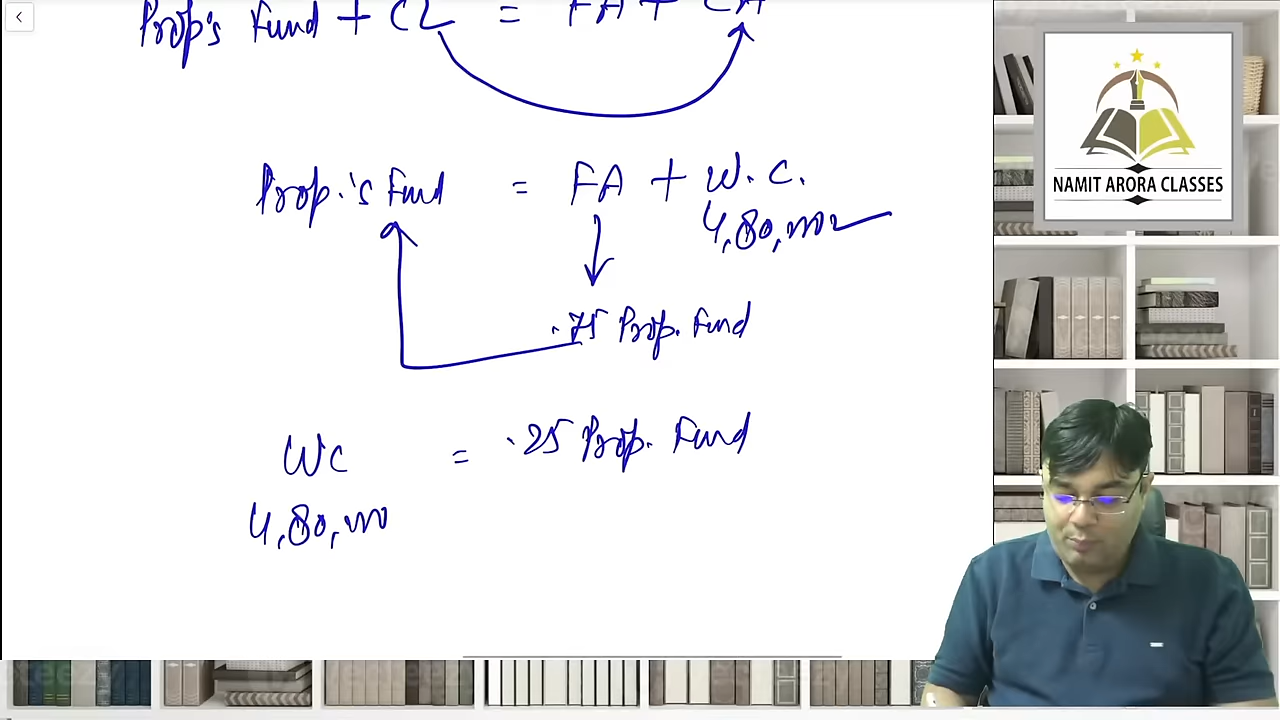 Prop's Fund + CL = FA + CA
NAMIT ARORA CLASSES
Prop.'s Fund = FA + W.C.
4,80,000
.75 Prop. Fund
WC = .25 Prop. Fund
4,80,000